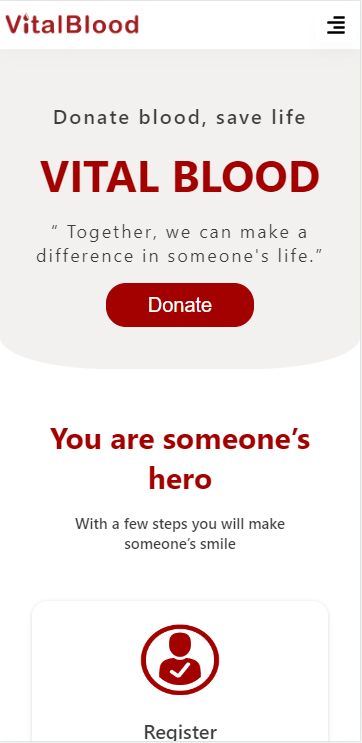 VitalBlood
Donate blood, save life
VITAL BLOOD
“ Together, we can make a
difference in someone's life.”
Donate
You are someone’s
hero
With a few steps you will make
someone’s smile
Register